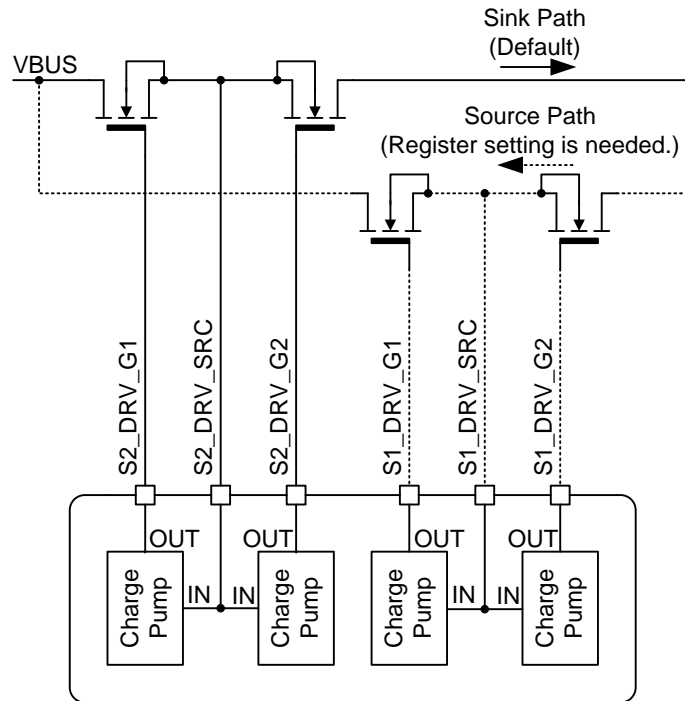 Sink Path
(Default)
VBUS
Source Path
(Register setting is needed.)
S2_DRV_G1
S2_DRV_SRC
S2_DRV_G2
S1_DRV_G1
S1_DRV_SRC
S1_DRV_G2
OUT
OUT
OUT
OUT
Charge
Pump
IN
IN
Charge
Pump
Charge
Pump
IN
IN
Charge
Pump